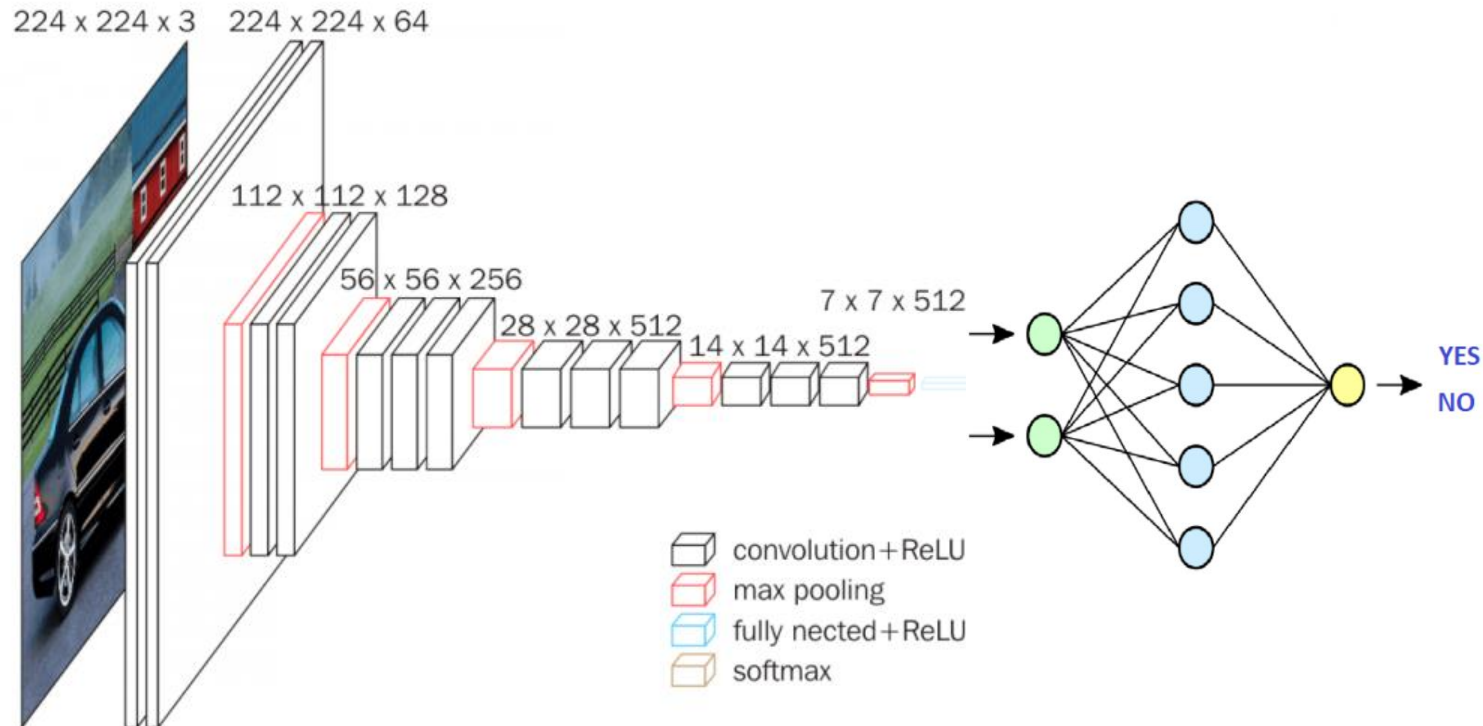 224 x 224 x 3
224 x 224 x 64
112 x 112 x 128
56 x 56 x 256
28 x 28 x 512
14 x 14 x 512
7 x 7 x 512
YES
NO
convolution+ReLU
max pooling
fully nected+ReLU
softmax